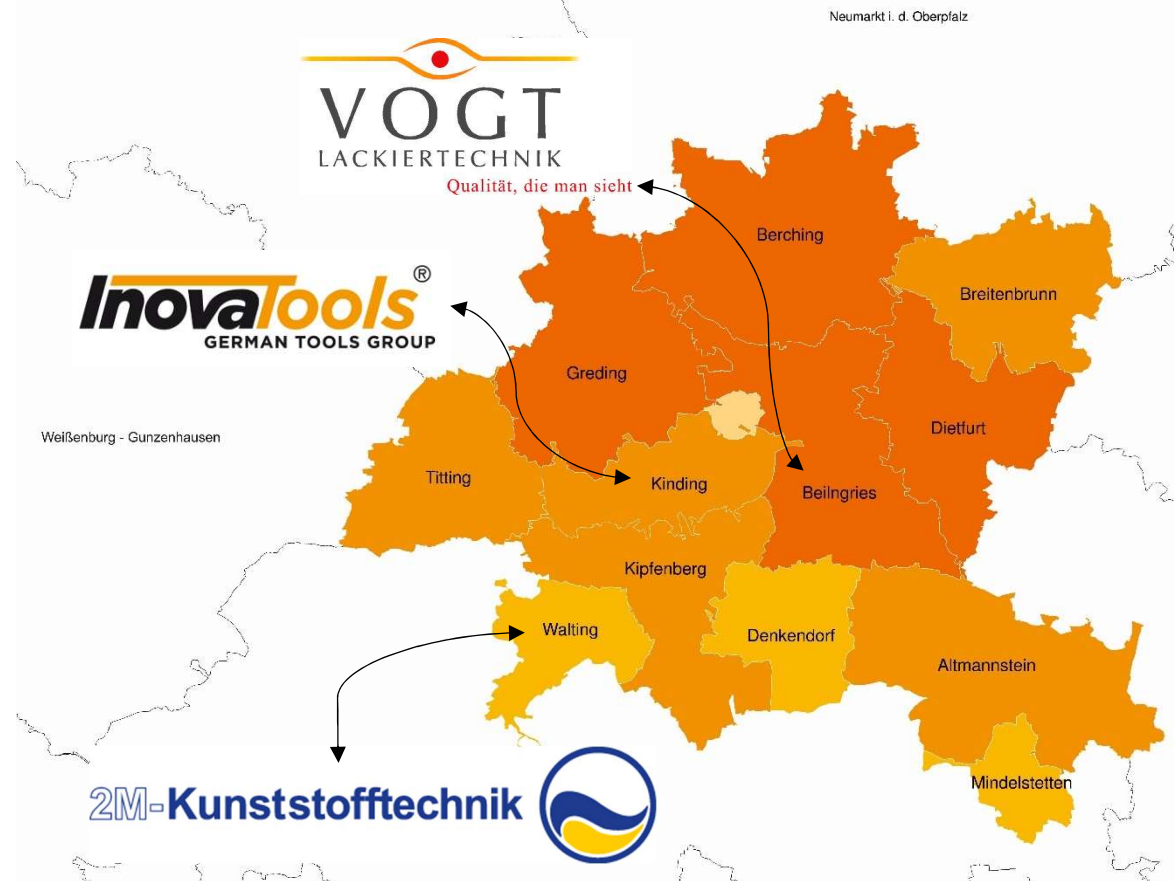 Neumarkt i. d. Oberpfalz
VOGT
LACKIERTECHNIK
Qualität, die man sieht
Berching
InovaTools®
GERMAN TOOLS GROUP
Breitenbrunn
Greding
Dietfurt
Weißenburg - Gunzenhausen
Titting
Kinding
Beilngries
Kipfenberg
Walting
Denkendorf
Altmannstein
Mindelstetten
2M-Kunststofftechnik